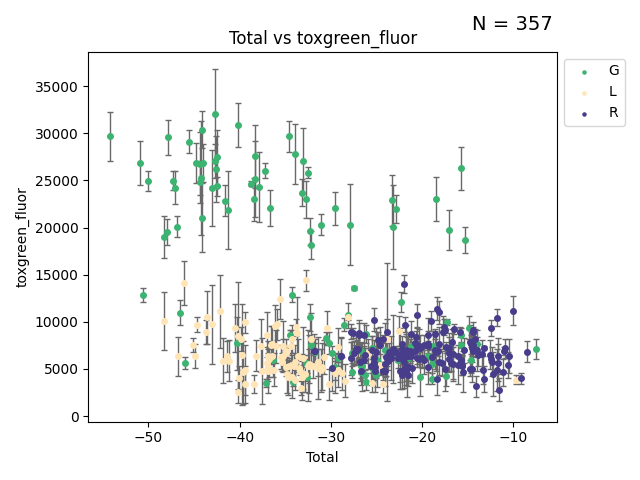 N = 357
Total vs toxgreen_fluor
G
L
R
toxgreen_fluor
35000
30000
25000
20000
15000
10000
5000
0
−50 −40 −30 −20 −10
Total